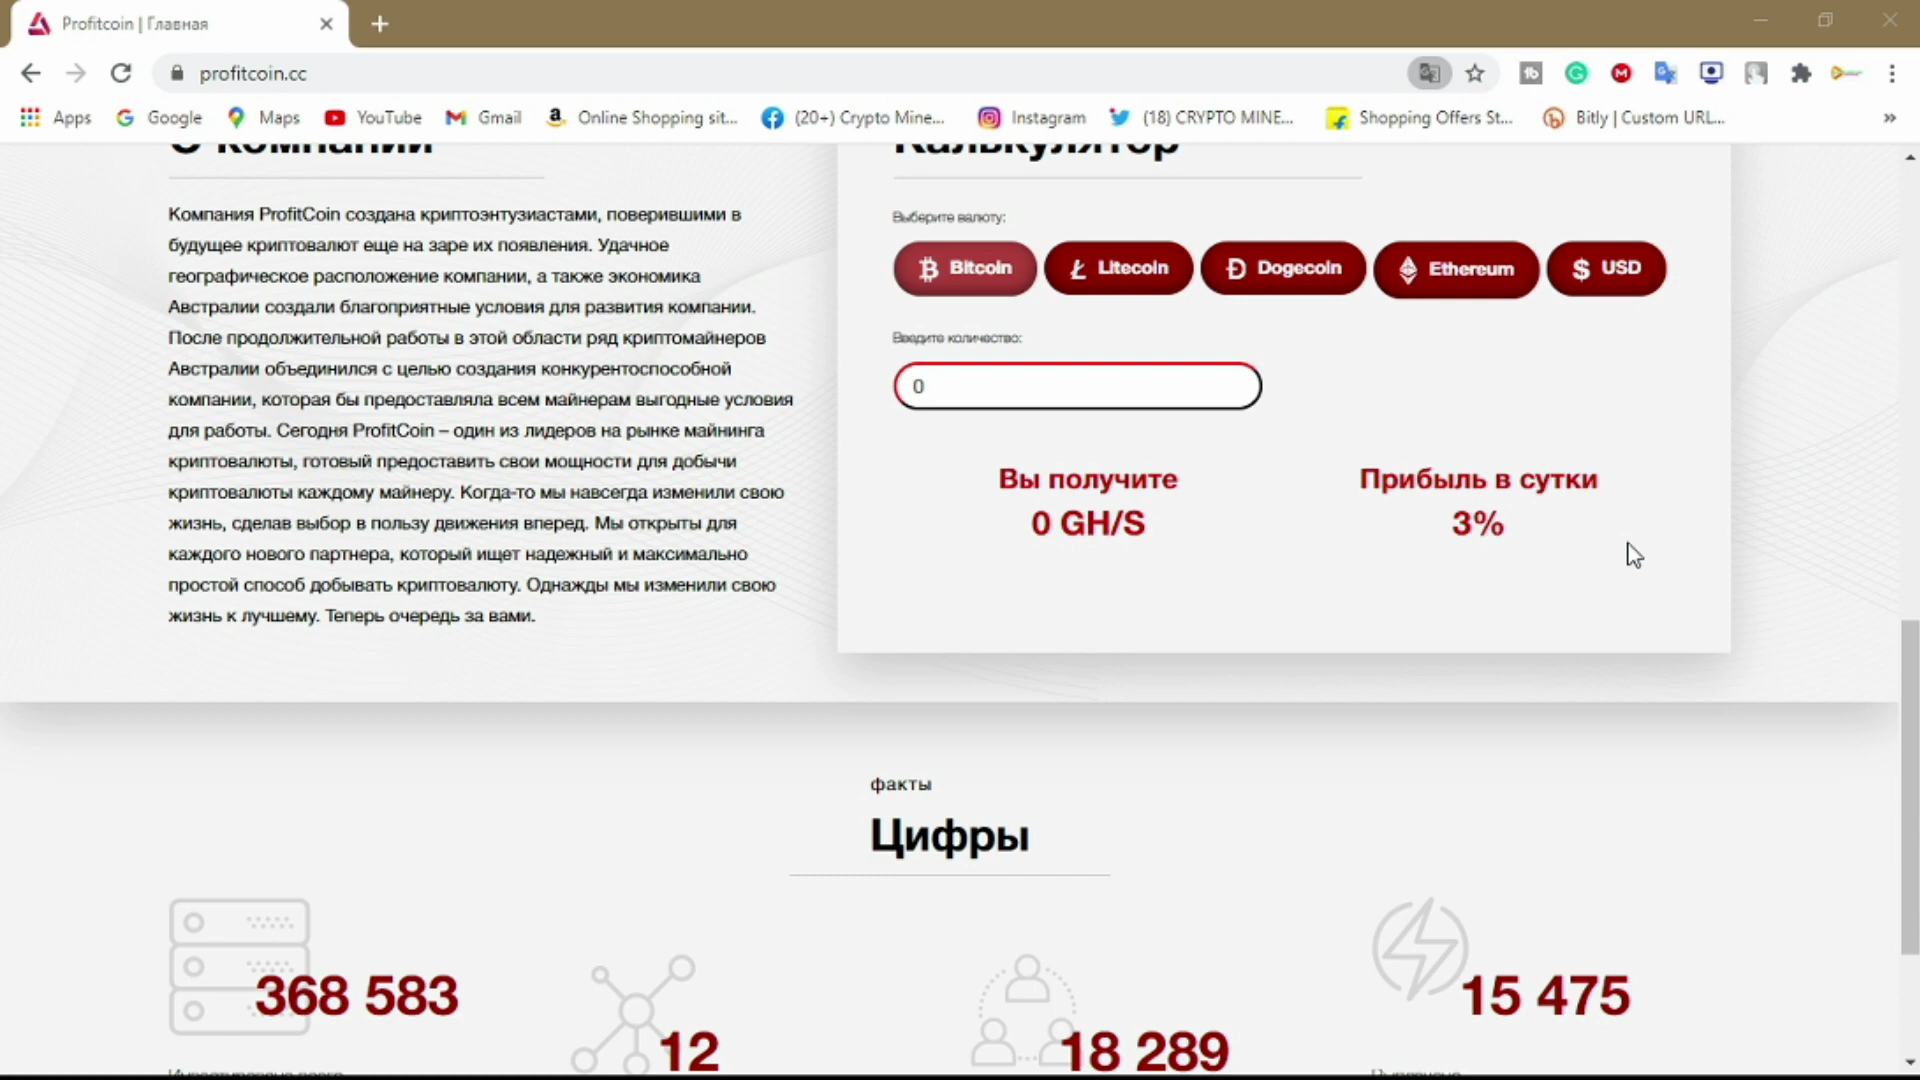 Profitcoin | Главная
profitcoin.cc
Apps
Google
Maps
YouTube
Gmail
Online Shopping sit...
(20+) Crypto Mine...
Instagram
(18) CRYPTO MINE...
Shopping Offers St...
Bitly | Custom URL...
О компании
Компания ProfitCoin создана криптоэнтузиастами, поверившими в
будущее криптовалют еще на заре их появления. Удачное
географическое расположение компании, а также экономика
Австралии создали благоприятные условия для развития компании.
После продолжительной работы в этой области ряд криптомайнеров
Австралии объединился с целью создания конкурентоспособной
компании, которая бы предоставляла всем майнерам выгодные условия
для работы. Сегодня ProfitCoin – один из лидеров на рынке майнинга
криптовалюты, готовый предоставить свои мощности для добычи
криптовалюты каждому майнеру. Когда-то мы навсегда изменили свою
жизнь, сделав выбор в пользу движения вперед. Мы открыты для
каждого нового партнера, который ищет надежный и максимально
простой способ добывать криптовалюту. Однажды мы изменили свою
жизнь к лучшему. Теперь очередь за вами.
Калькулятор
Выберите валюту:
Bitcoin
Litecoin
Dogecoin
Ethereum
USD
Введите количество:
0
Вы получите
0 GH/S
Прибыль в сутки
3%
факты
Цифры
368 583
12
18 289
15 475